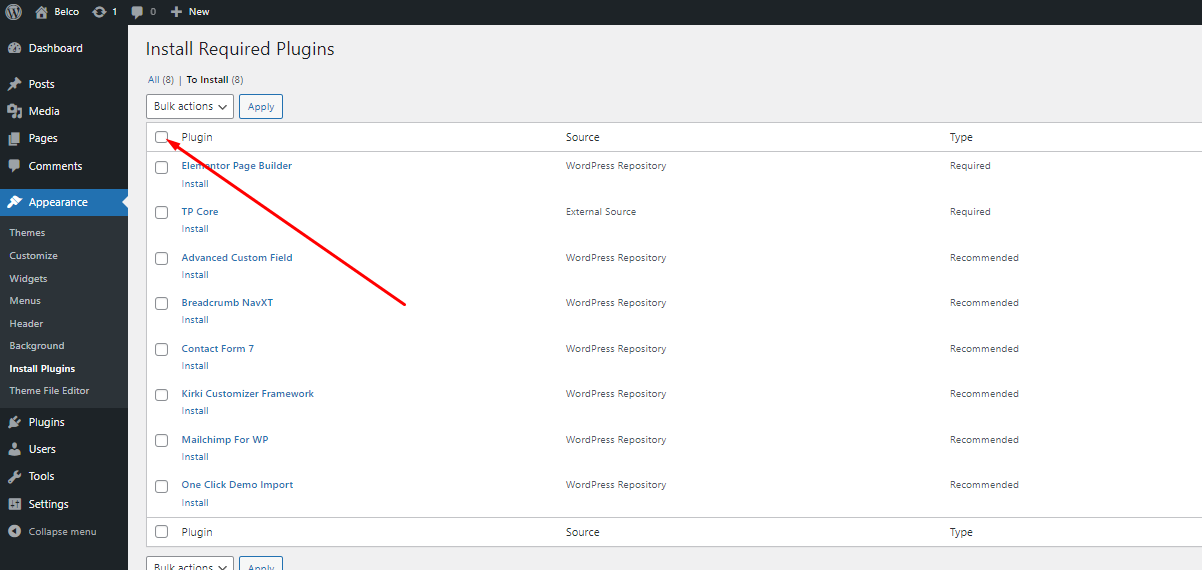 Belco 1 0 New
Dashboard
Posts
Media
Pages
Comments
Appearance
Themes
Customize
Widgets
Menus
Header
Background
Install Plugins
Theme File Editor
Plugins
Users
Tools
Settings
Collapse menu
Install Required Plugins
All (8) | To Install (8)
Bulk actions Apply
Plugin Source Type
Elementor Page Builder WordPress Repository Required
Install
TP Core External Source Required
Install
Advanced Custom Field WordPress Repository Recommended
Install
Breadcrumb NavXT WordPress Repository Recommended
Install
Contact Form 7 WordPress Repository Recommended
Install
Kirki Customizer Framework WordPress Repository Recommended
Install
Mailchimp For WP WordPress Repository Recommended
Install
One Click Demo Import WordPress Repository Recommended
Install
Plugin Source Type
Bulk actions Apply